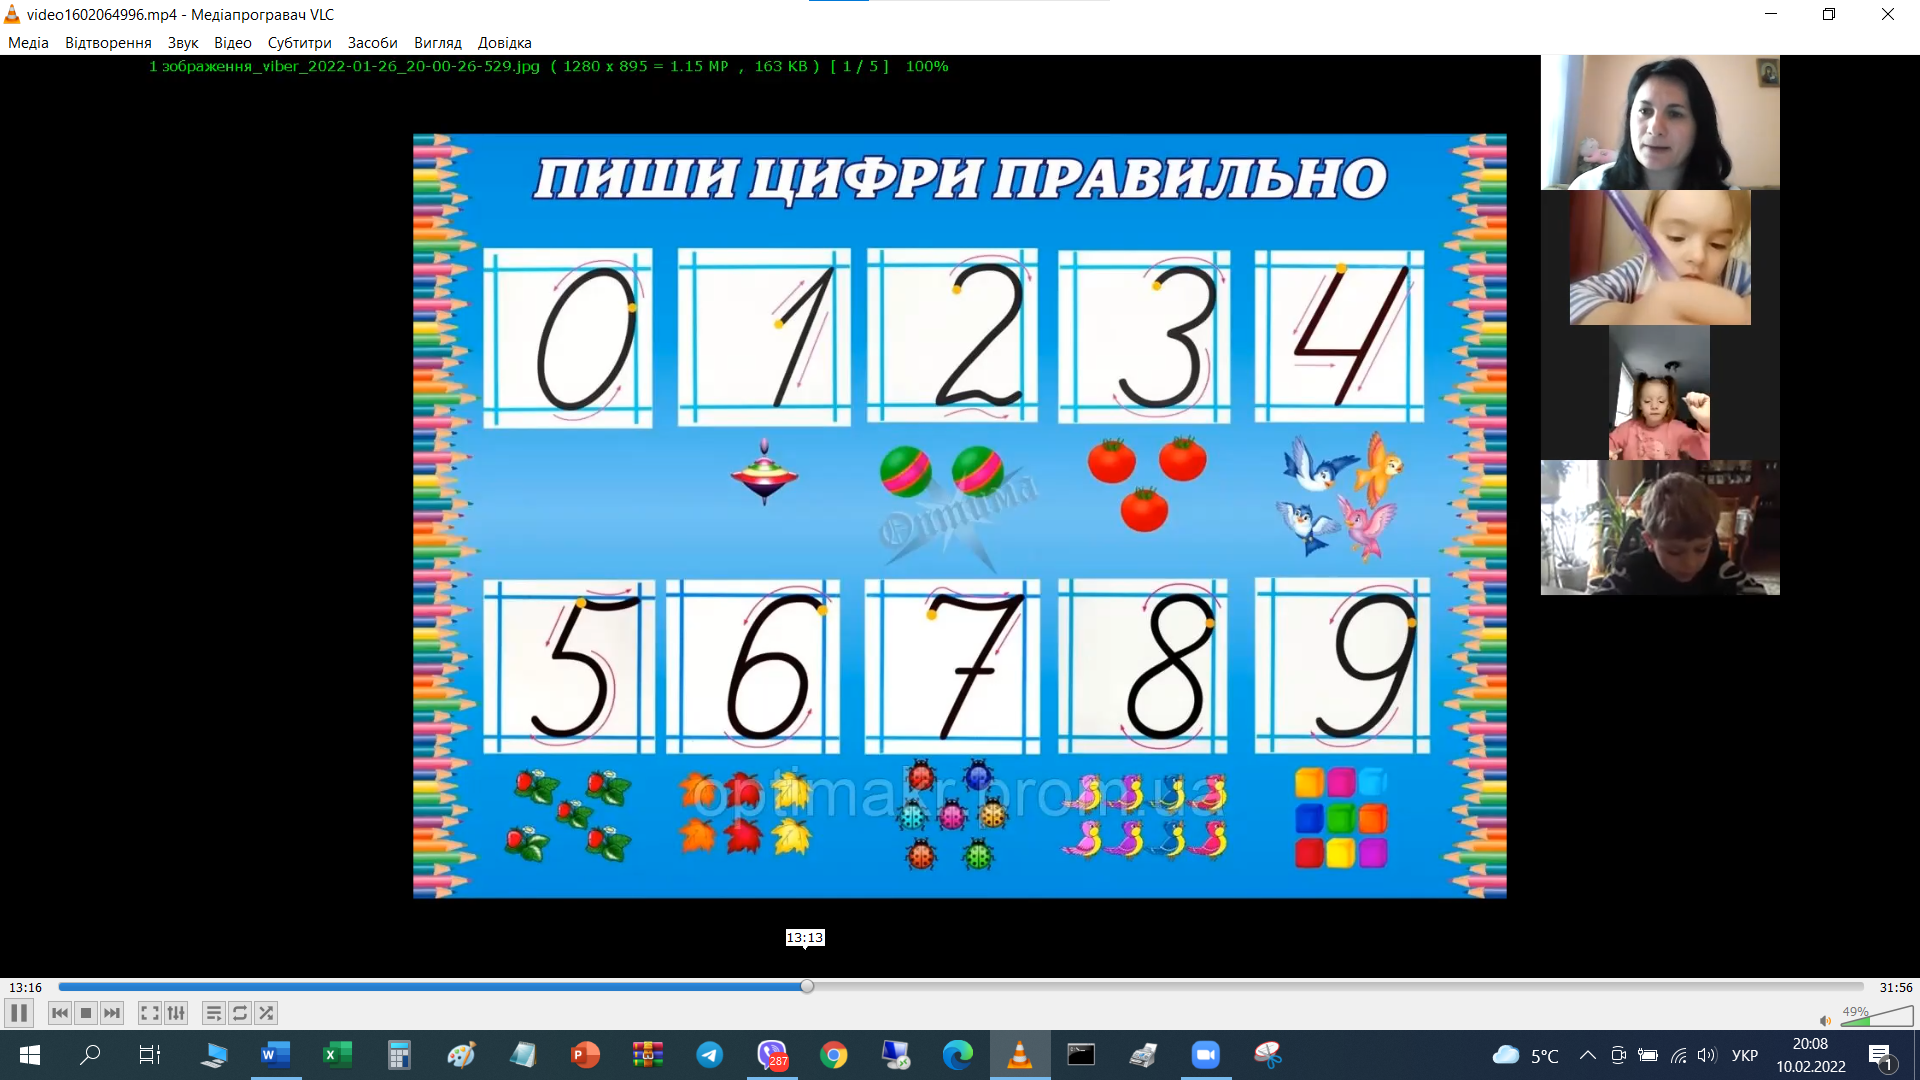 video1602064996.mp4 - Медіапрогравач VLC
Медіа Відтворення Звук Відео Субтитри Засоби Вигляд Довідка
1 зображення_viber_2022-01-26_20-00-26-529.jpg ( 1280 x 895 = 1.15 MP , 163 KB ) [ 1 / 5 ] 100%
ПИШИ ЦИФРИ ПРАВИЛЬНО
0 1 2 3 4
Оптима
5 6 7 8 9
optimakr.prom.ua
13:13
13:16 31:56
49%
287
5°C УКР 20:08
10.02.2022 1